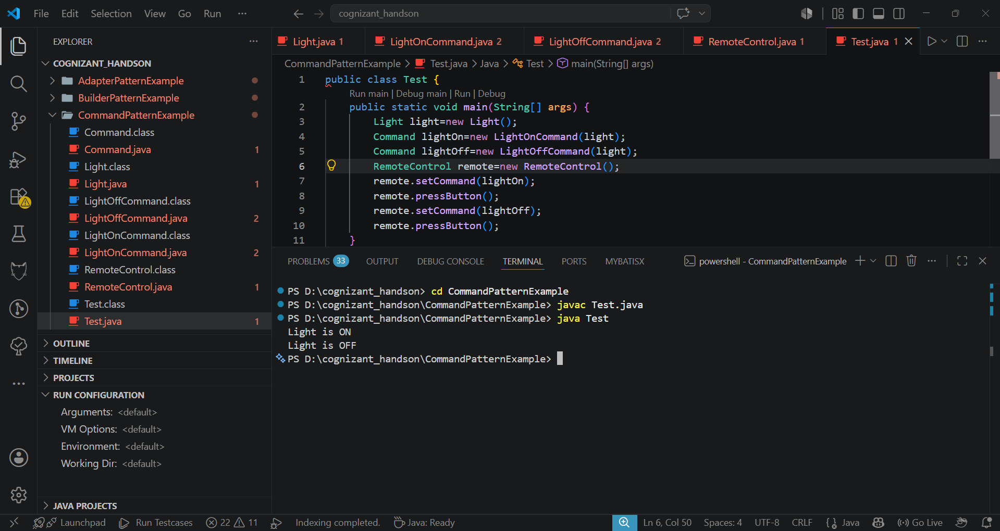 File Edit Selection View Go Run ··· cognizant_handson
EXPLORER ···
COGNIZANT_HANDSON
AdapterPatternExample
BuilderPatternExample
CommandPatternExample
Command.class
Command.java 1
Light.class
Light.java 1
LightOffCommand.class
LightOffCommand.java 2
LightOnCommand.class
LightOnCommand.java 2
RemoteControl.class
RemoteControl.java 1
Test.class
Test.java 1
OUTLINE
TIMELINE
PROJECTS
RUN CONFIGURATION
Arguments: <default>
VM Options: <default>
Environment: <default>
Working Dir: <default>
JAVA PROJECTS
Light.java 1 LightOnCommand.java 2 LightOffCommand.java 2 RemoteControl.java 1 Test.java 1
CommandPatternExample > Test.java > Java > Test > main(String[] args)
1 public class Test {
Run main | Debug main | Run | Debug
2 public static void main(String[] args) {
3 Light light=new Light();
4 Command lightOn=new LightOnCommand(light);
5 Command lightOff=new LightOffCommand(light);
6 RemoteControl remote=new RemoteControl();
7 remote.setCommand(lightOn);
8 remote.pressButton();
9 remote.setCommand(lightOff);
10 remote.pressButton();
11 }
PROBLEMS 33 OUTPUT DEBUG CONSOLE TERMINAL PORTS MYBATISX powershell - CommandPatternExample
PS D:\cognizant_handson> cd CommandPatternExample
PS D:\cognizant_handson\CommandPatternExample> javac Test.java
PS D:\cognizant_handson\CommandPatternExample> java Test
Light is ON
Light is OFF
PS D:\cognizant_handson\CommandPatternExample>
Launchpad Run Testcases 22 11 Indexing completed. Java: Ready Ln 6, Col 50 Spaces: 4 UTF-8 CRLF Java Go Live